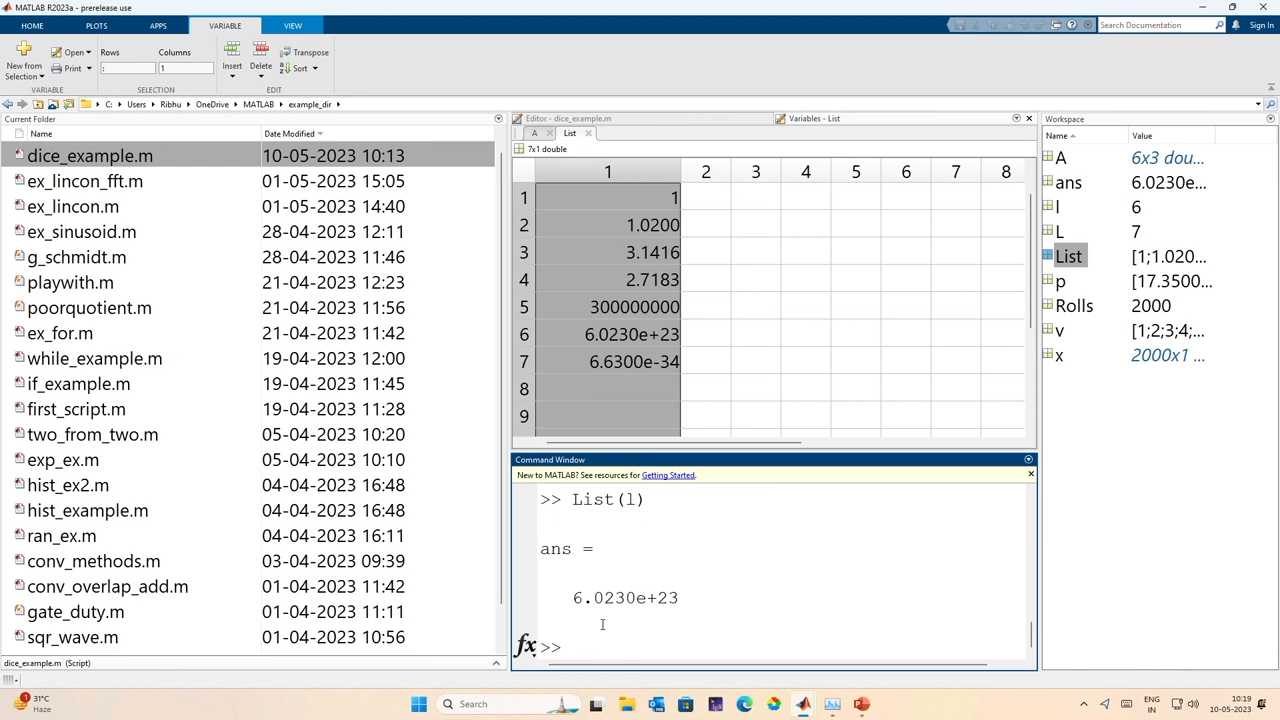 MATLAB R2023a - prerelease use
HOME
PLOTS
APPS
VARIABLE
VIEW
Search Documentation
Sign In
New from
Selection
Open
Print
Rows
Columns
:
1
Insert
Delete
Transpose
Sort
VARIABLE
SELECTION
EDIT
C: Users Ribhu OneDrive MATLAB example_dir
Current Folder
Name
Date Modified
dice_example.m 10-05-2023 10:13
ex_lincon_fft.m 01-05-2023 15:05
ex_lincon.m 01-05-2023 14:40
ex_sinusoid.m 28-04-2023 12:11
g_schmidt.m 28-04-2023 11:46
playwith.m 21-04-2023 12:23
poorquotient.m 21-04-2023 11:56
ex_for.m 21-04-2023 11:42
while_example.m 19-04-2023 12:00
if_example.m 19-04-2023 11:45
first_script.m 19-04-2023 11:28
two_from_two.m 05-04-2023 10:20
exp_ex.m 05-04-2023 10:10
hist_ex2.m 04-04-2023 16:48
hist_example.m 04-04-2023 16:48
ran_ex.m 04-04-2023 16:11
conv_methods.m 03-04-2023 09:39
conv_overlap_add.m 01-04-2023 11:42
gate_duty.m 01-04-2023 11:11
sqr_wave.m 01-04-2023 10:56
dice_example.m (Script)
Editor - dice_example.m
Variables - List
A
List
7x1 double
1 2 3 4 5 6 7 8
1 1
2 1.0200
3 3.1416
4 2.7183
5 300000000
6 6.0230e+23
7 6.6300e-34
8
9
Command Window
New to MATLAB? See resources for Getting Started.
>> List(l)
ans =
6.0230e+23
fx >>
Workspace
Name
Value
A 6x3 dou...
ans 6.0230e...
l 6
L 7
List [1;1.020...
p [17.3500...
Rolls 2000
v [1;2;3;4;...
x 2000x1 ...
1
31°C
Haze
Search
ENG
IN
10:19
10-05-2023